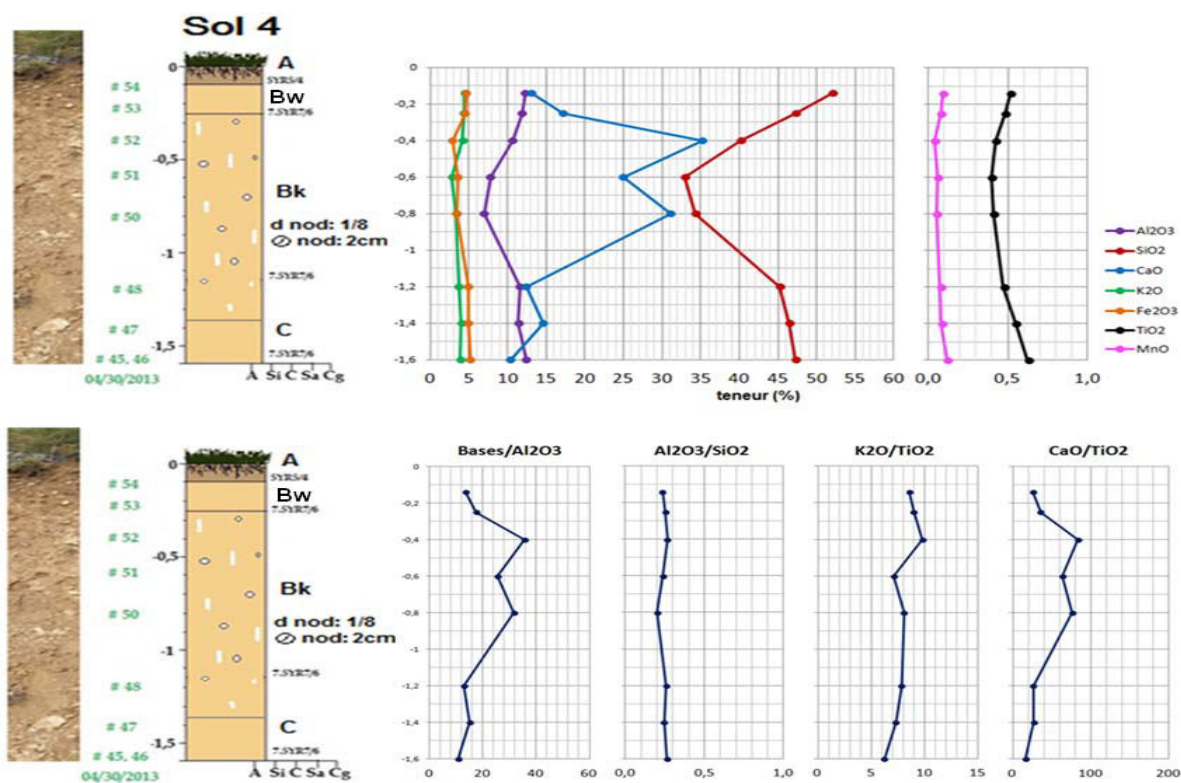 Sol 4
0
A
5YR5/4
# 54
Bw
# 53
7.5YR7/6
# 52
-0,5
# 51
Bk
# 50
d nod: 1/8
⊘ nod: 2cm
-1
7.5YR7/6
# 48
# 47
C
-1,5
7.5YR7/6
# 45, 46
04/30/2013
A Si C Sa Cg
0
-0,2
-0,4
-0,6
-0,8
-1
-1,2
-1,4
-1,6
0 5 10 15 20 25 30 35 40 45 50 55 60
teneur (%)
0,0 0,5 1,0
Al2O3
SiO2
CaO
K2O
Fe2O3
TiO2
MnO
0
A
5YR5/4
# 54
Bw
# 53
7.5YR7/6
# 52
-0,5
# 51
Bk
# 50
d nod: 1/8
⊘ nod: 2cm
-1
7.5YR7/6
# 48
# 47
C
-1,5
7.5YR7/6
# 45, 46
04/30/2013
A Si C Sa Cg
Bases/Al2O3
Al2O3/SiO2
K2O/TiO2
CaO/TiO2
0
-0,2
-0,4
-0,6
-0,8
-1
-1,2
-1,4
-1,6
0 20 40 60
0,0 0,5 1,0
0 5 10 15
0 100 200